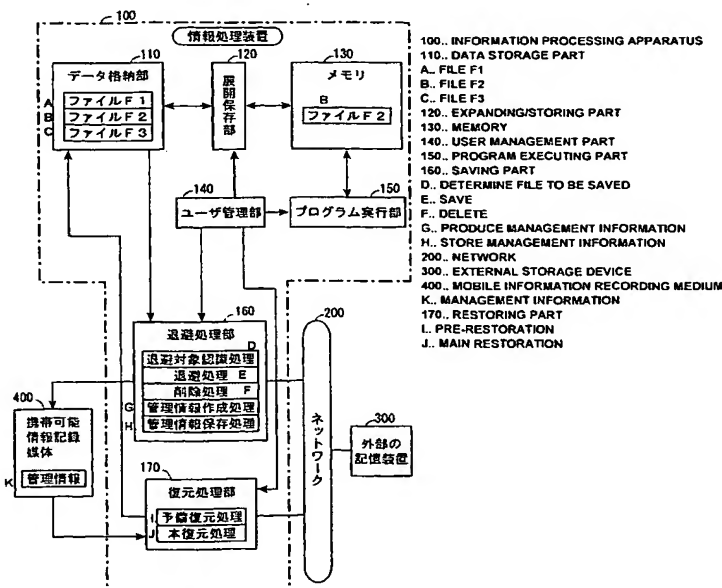 100
情報処理装置
110
データ格納部
A ファイルF1
B ファイルF2
C ファイルF3
120
展開保存部
130
メモリ
B
ファイルF2
140
ユーザ管理部
150
プログラム実行部
160
退避処理部
D
退避対象認識処理
退避処理 E
削除処理 F
G 管理情報作成処理
H 管理情報保存処理
200
ネットワーク
300
外部の
記憶装置
400
携帯可能
情報記録
媒体
K 管理情報
170
復元処理部
I 予備復元処理
J 本復元処理
100.. INFORMATION PROCESSING APPARATUS
110.. DATA STORAGE PART
A.. FILE F1
B.. FILE F2
C.. FILE F3
120.. EXPANDING/STORING PART
130.. MEMORY
140.. USER MANAGEMENT PART
150.. PROGRAM EXECUTING PART
160.. SAVING PART
D.. DETERMINE FILE TO BE SAVED
E.. SAVE
F.. DELETE
G.. PRODUCE MANAGEMENT INFORMATION
H.. STORE MANAGEMENT INFORMATION
200.. NETWORK
300.. EXTERNAL STORAGE DEVICE
400.. MOBILE INFORMATION RECORDING MEDIUM
K.. MANAGEMENT INFORMATION
170.. RESTORING PART
I.. PRE-RESTORATION
J.. MAIN RESTORATION